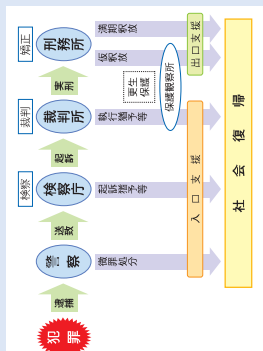 矯正
刑務所
満期釈放
仮釈放
出口支援
実刑
更生
保護
保護観察所
裁判
裁判所
執行猶予等
起訴
検察
検察庁
起訴猶予等
入口支援
送致
警察
微罪処分
逮捕
犯罪
社会復帰